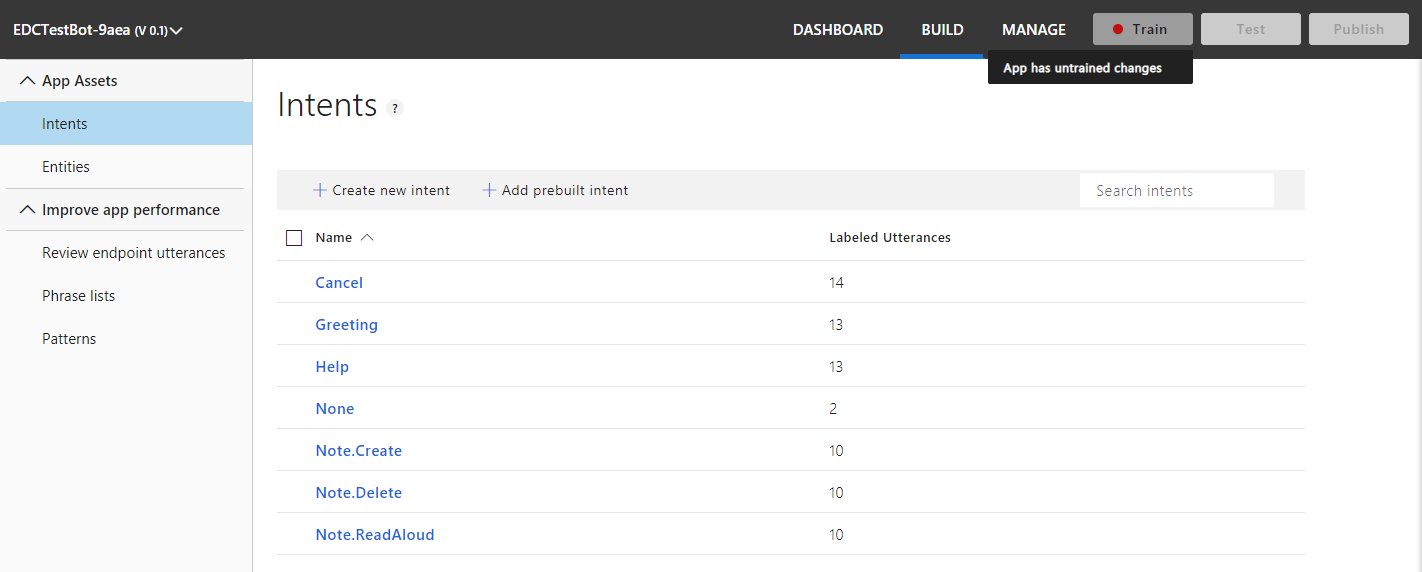 EDCTestBot-9aea (V 0.1)
DASHBOARD BUILD MANAGE Train Test Publish
App has untrained changes
App Assets
Intents
Entities
Improve app performance
Review endpoint utterances
Phrase lists
Patterns
Intents ?
Create new intent Add prebuilt intent Search intents
Name Labeled Utterances
Cancel 14
Greeting 13
Help 13
None 2
Note.Create 10
Note.Delete 10
Note.ReadAloud 10